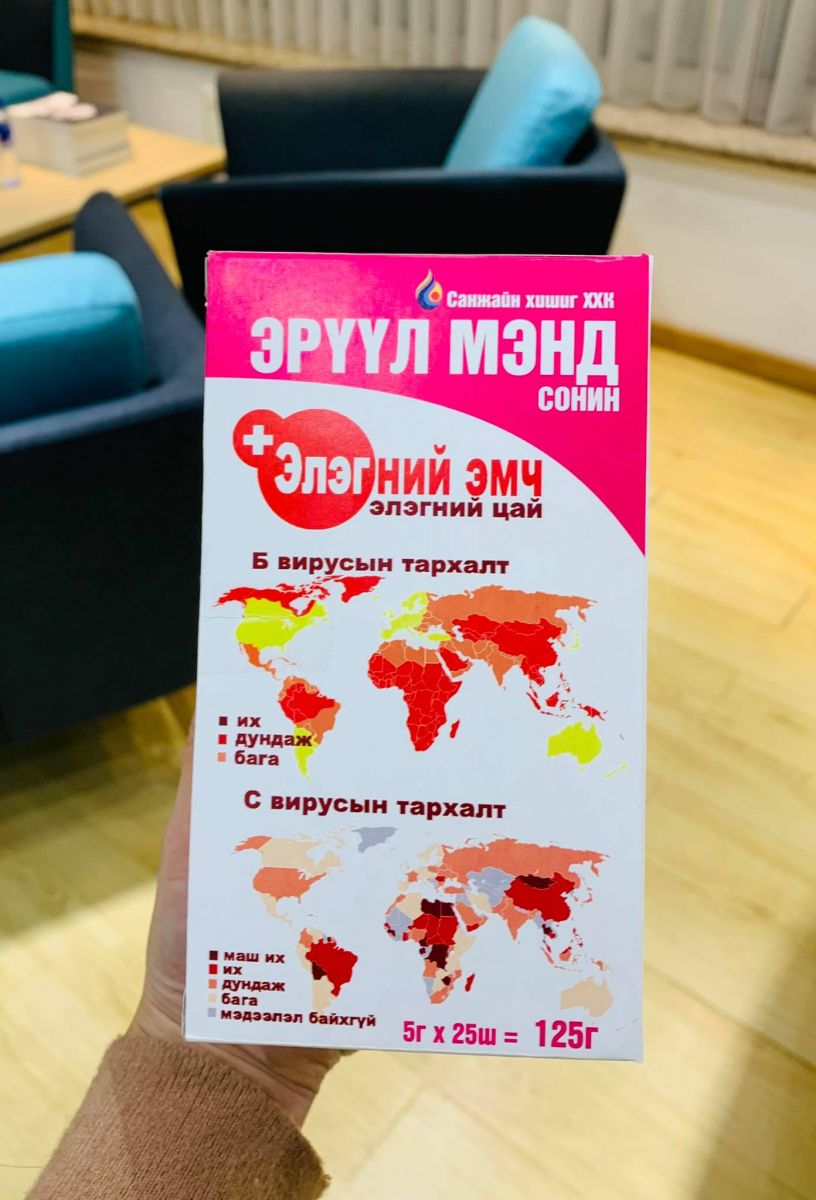 Санжайн хишиг ХХК
ЭРҮҮЛ МЭНД
СОНИН
Элэгний эмч
элэгний цай
Б вирусын тархалт
их
дундаж
бага
С вирусын тархалт
маш их
их
дундаж
бага
мэдээлэл байхгүй
5г х 25ш = 125г